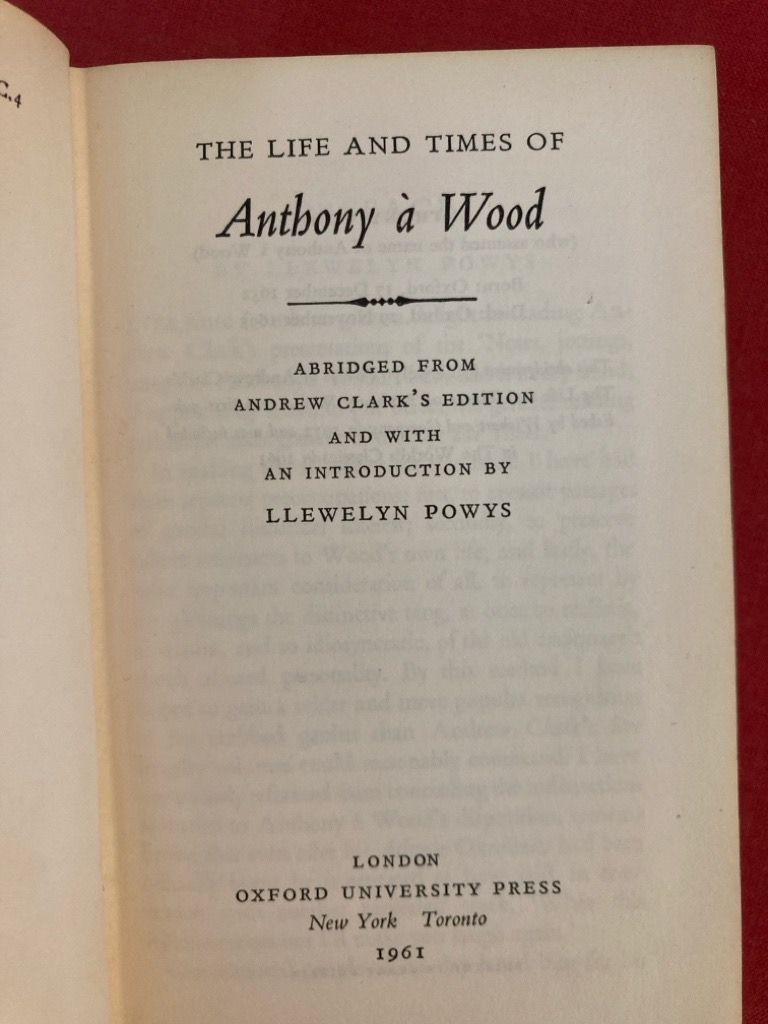 C.4
THE LIFE AND TIMES OF
Anthony à Wood
ABRIDGED FROM
ANDREW CLARK'S EDITION
AND WITH
AN INTRODUCTION BY
LLEWELYN POWYS
LONDON
OXFORD UNIVERSITY PRESS
New York Toronto
1961